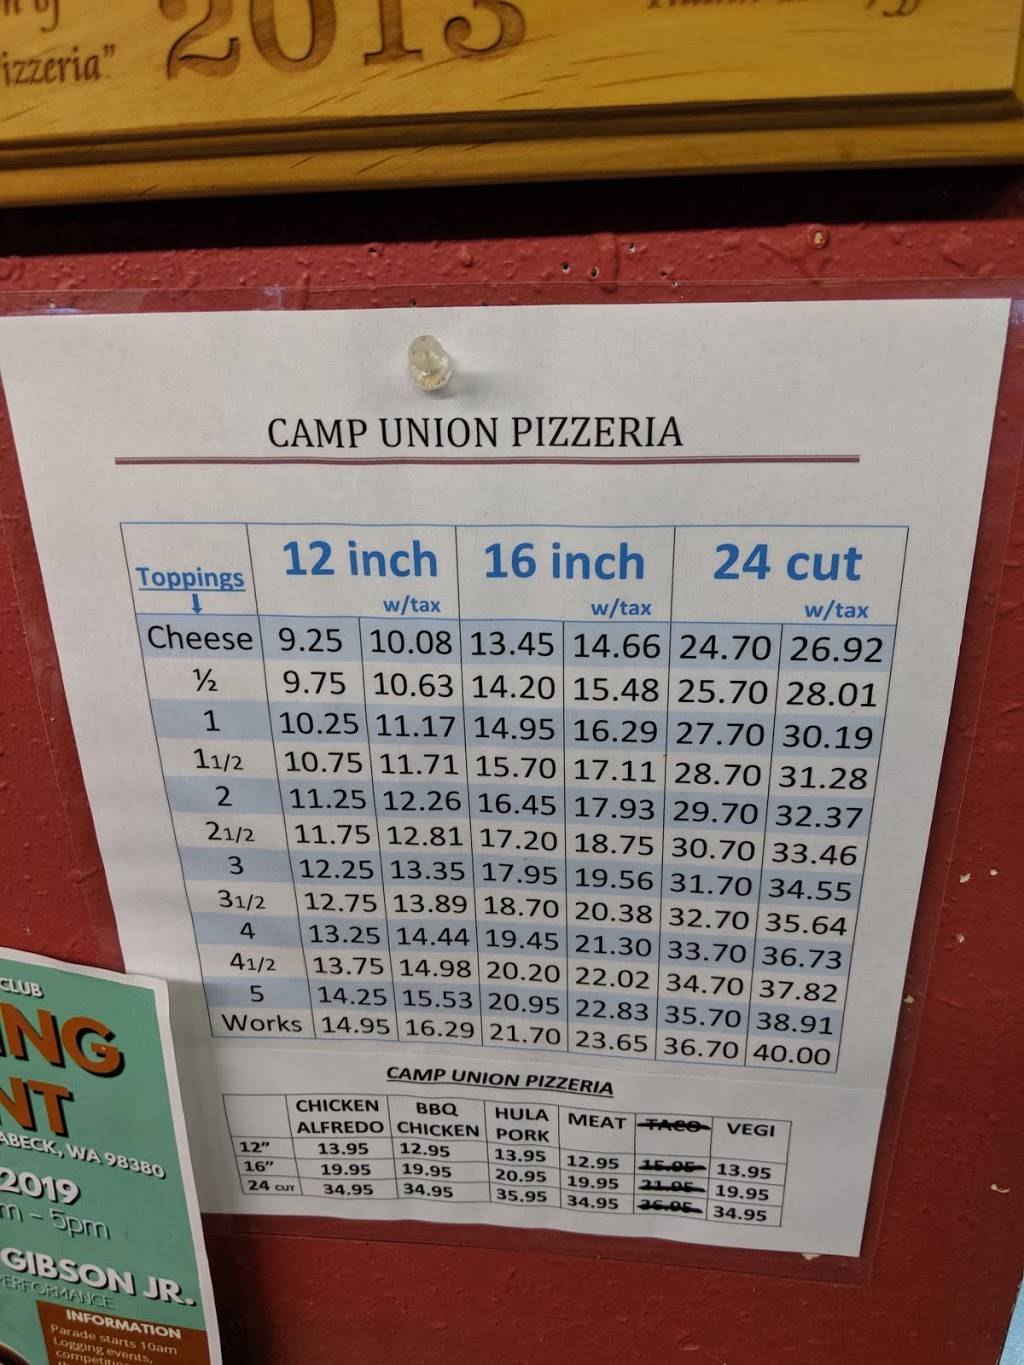 2013
izzeria"
CAMP UNION PIZZERIA
Toppings 12 inch 16 inch 24 cut
w/tax w/tax w/tax
Cheese 9.25 10.08 13.45 14.66 24.70 26.92
½ 9.75 10.63 14.20 15.48 25.70 28.01
1 10.25 11.17 14.95 16.29 27.70 30.19
11/2 10.75 11.71 15.70 17.11 28.70 31.28
2 11.25 12.26 16.45 17.93 29.70 32.37
21/2 11.75 12.81 17.20 18.75 30.70 33.46
3 12.25 13.35 17.95 19.56 31.70 34.55
31/2 12.75 13.89 18.70 20.38 32.70 35.64
4 13.25 14.44 19.45 21.30 33.70 36.73
41/2 13.75 14.98 20.20 22.02 34.70 37.82
5 14.25 15.53 20.95 22.83 35.70 38.91
Works 14.95 16.29 21.70 23.65 36.70 40.00
CAMP UNION PIZZERIA
CHICKEN ALFREDO BBQ CHICKEN HULA PORK MEAT TACO VEGI
12" 13.95 12.95 13.95 12.95 15.95 13.95
16" 19.95 19.95 20.95 19.95 21.95 19.95
24 CUT 34.95 34.95 35.95 34.95 36.95 34.95
CLUB
ING
NT
ABECK, WA 98380
2019
m – 5pm
GIBSON JR.
PERFORMANCE
INFORMATION
Parade starts 10am
Logging events,